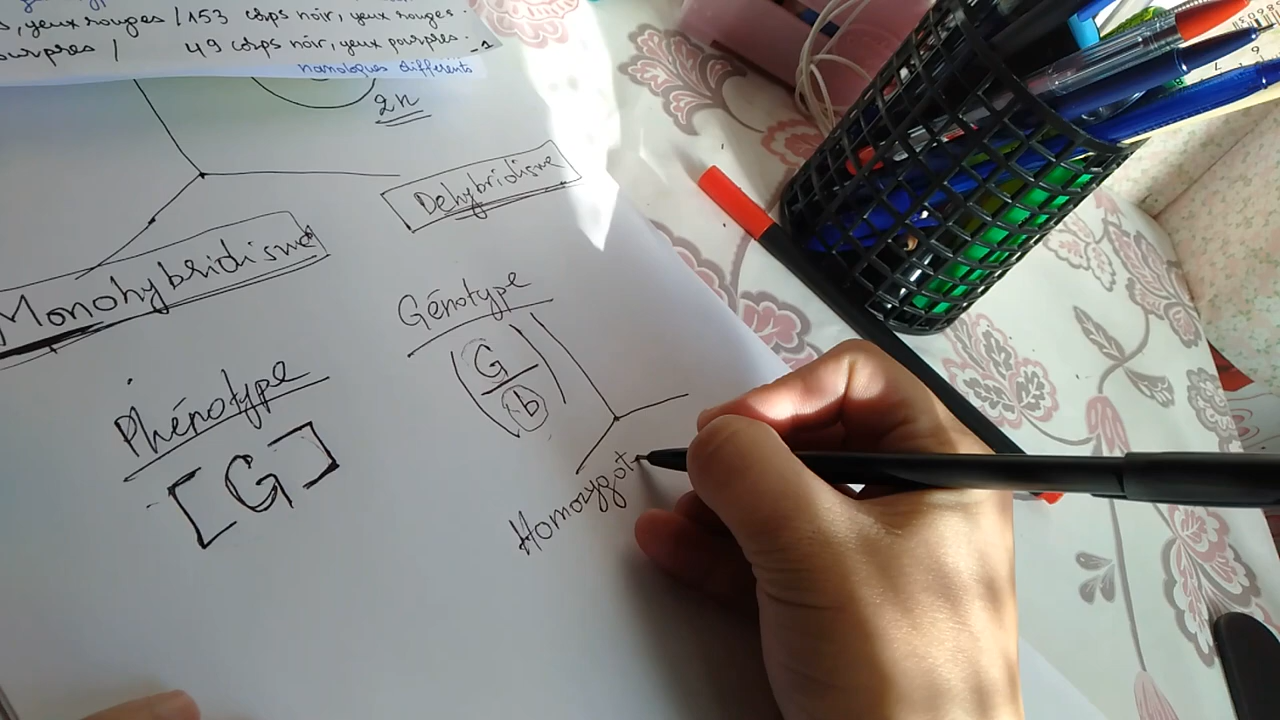 yeux rouges / 153 corps noir, yeux rouges.
pourpres / 49 corps noir, yeux pourpres.
homologues différents
2n
Dehybridisme
Monohybridisme
Génotype
G
b
Phénotype
[G]
Homozygot